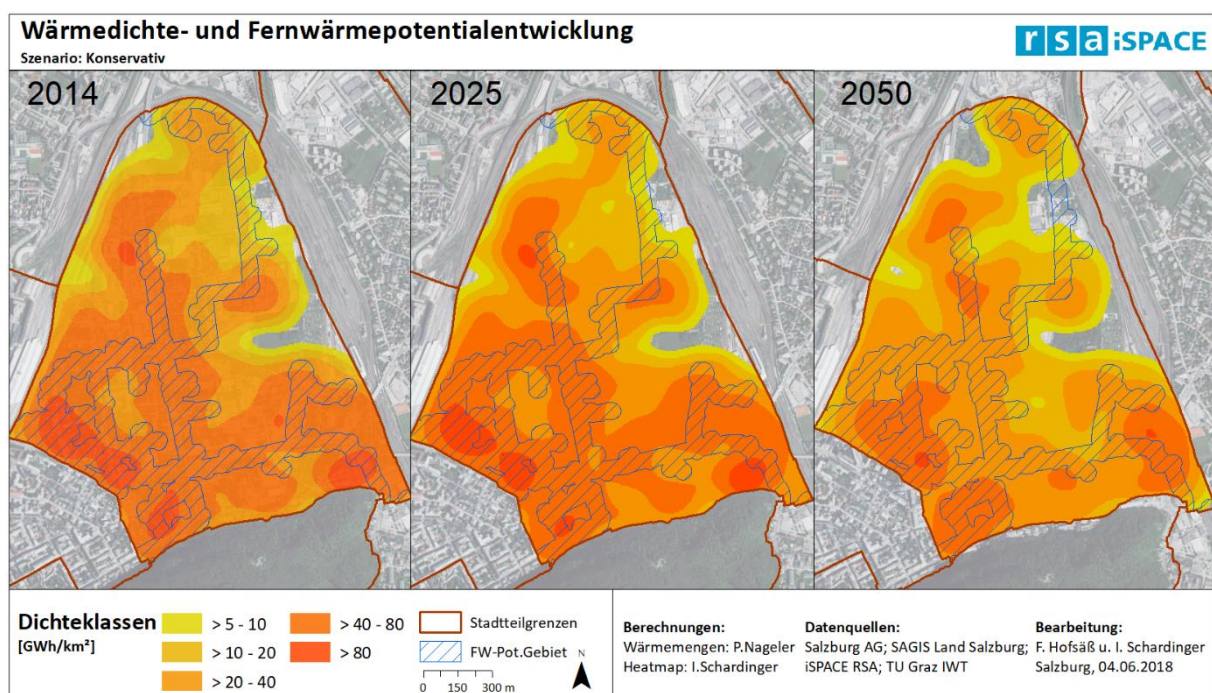 Wärmedichte- und Fernwärmepotentialentwicklung
Szenario: Konservativ
rsa iSPACE
2014
2025
2050
Dichteklassen
[GWh/km²]
> 5 - 10
> 10 - 20
> 20 - 40
> 40 - 80
> 80
Stadtteilgrenzen
FW-Pot.Gebiet
N
0 150 300 m
Berechnungen:
Wärmemengen: P.Nageler
Heatmap: I.Schardinger
Datenquellen:
Salzburg AG; SAGIS Land Salzburg;
iSPACE RSA; TU Graz IWT
Bearbeitung:
F. Hofsäß u. I. Schardinger
Salzburg, 04.06.2018